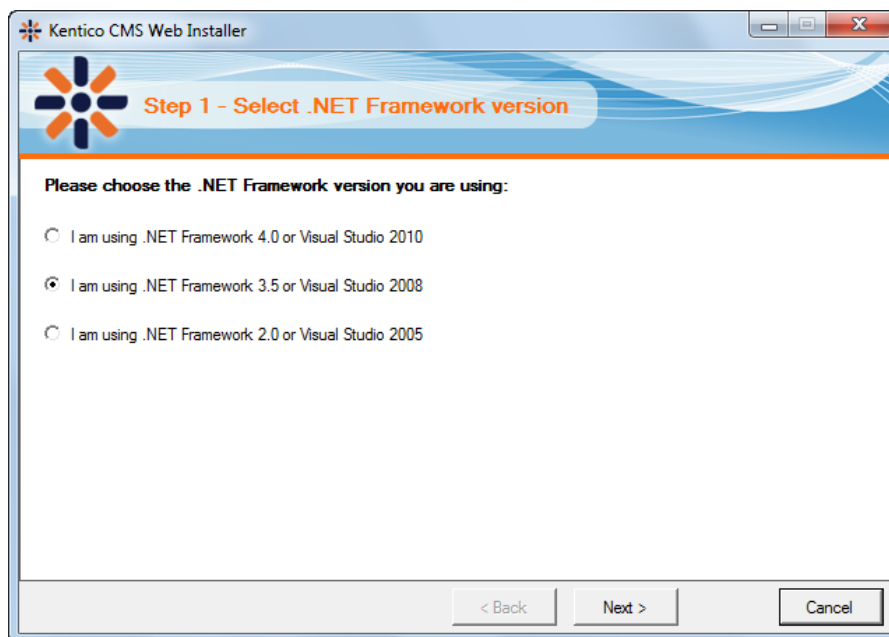 Kentico CMS Web Installer
Step 1 - Select .NET Framework version
Please choose the .NET Framework version you are using:
I am using .NET Framework 4.0 or Visual Studio 2010
I am using .NET Framework 3.5 or Visual Studio 2008
I am using .NET Framework 2.0 or Visual Studio 2005
< Back Next > Cancel